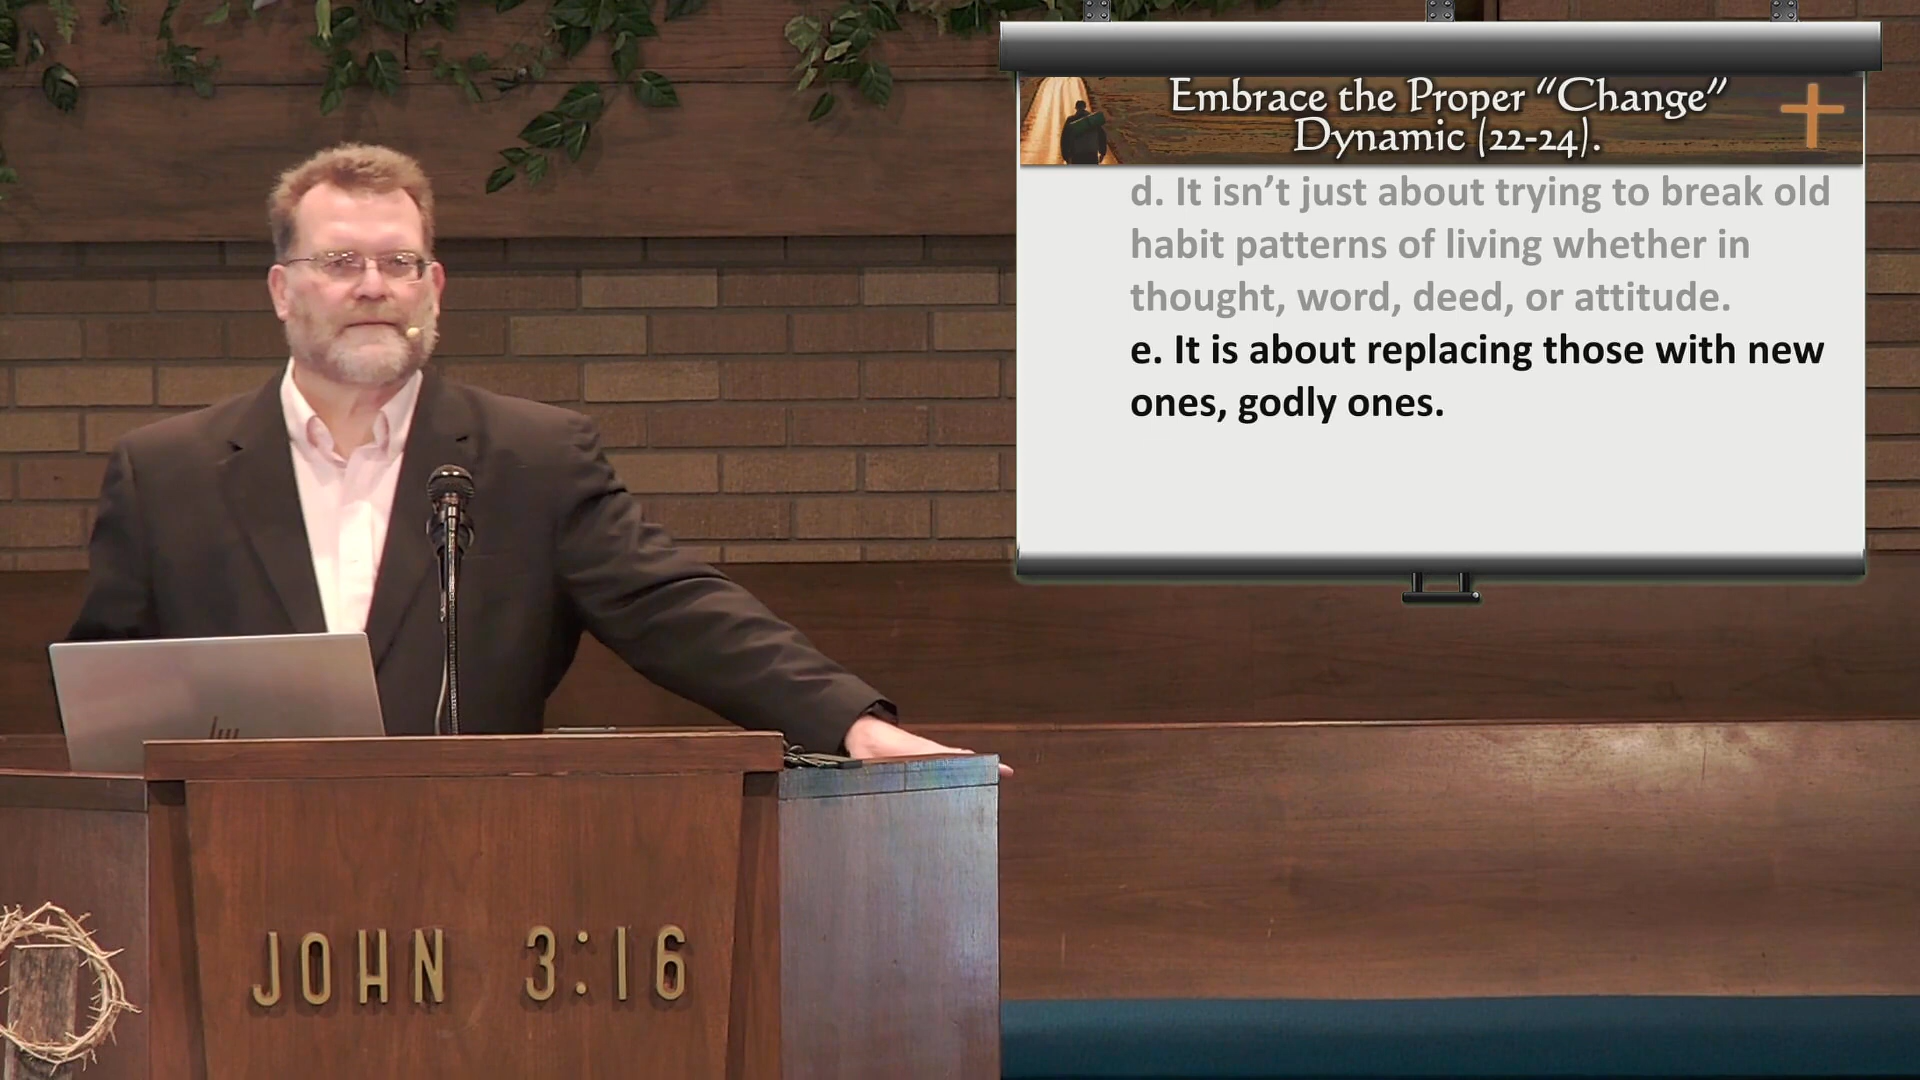 Embrace the Proper “Change”
Dynamic (22-24).
d. It isn’t just about trying to break old
habit patterns of living whether in
thought, word, deed, or attitude.
e. It is about replacing those with new
ones, godly ones.
hp
JOHN 3:16